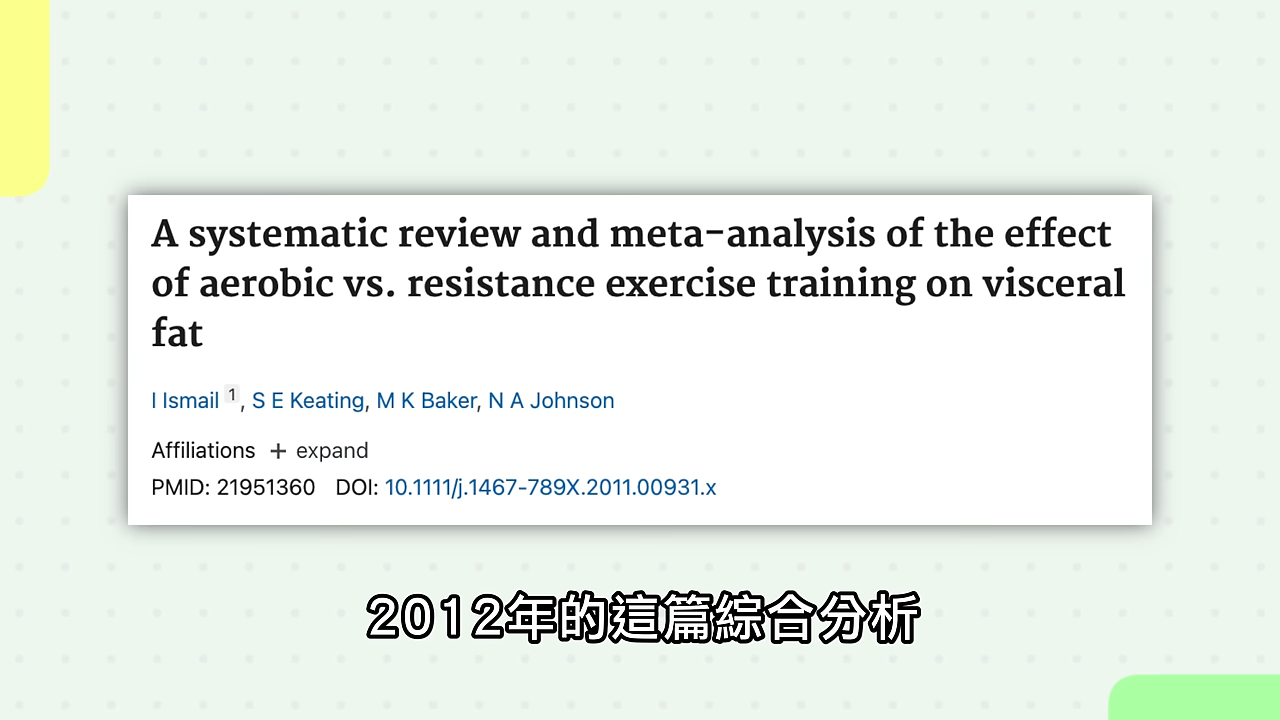 A systematic review and meta-analysis of the effect
of aerobic vs. resistance exercise training on visceral
fat
I Ismail 1, S E Keating, M K Baker, N A Johnson
Affiliations + expand
PMID: 21951360 DOI: 10.1111/j.1467-789X.2011.00931.x
2012年的這篇綜合分析